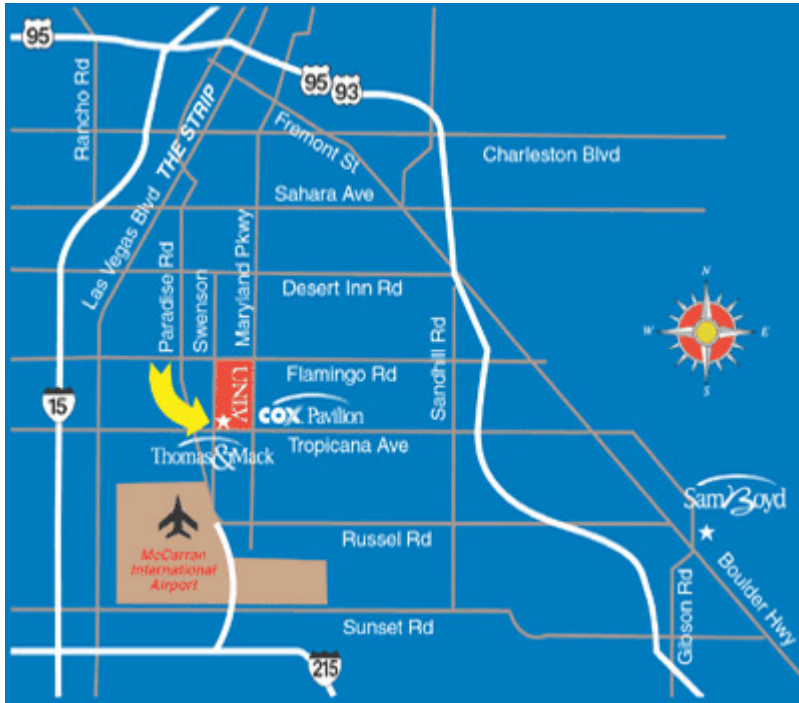 95
Rancho Rd
THE STRIP
95
93
Fremont St
Charleston Blvd
Sahara Ave
Las Vegas Blvd
Paradise Rd
Swenson
Maryland Pkwy
Desert Inn Rd
N
W
E
S
Sandhill Rd
Flamingo Rd
15
UNLV
COX Pavilion
Tropicana Ave
Thomas & Mack
Sam Boyd
Russel Rd
McCarran
International
Airport
Boulder Hwy
Gibson Rd
Sunset Rd
215